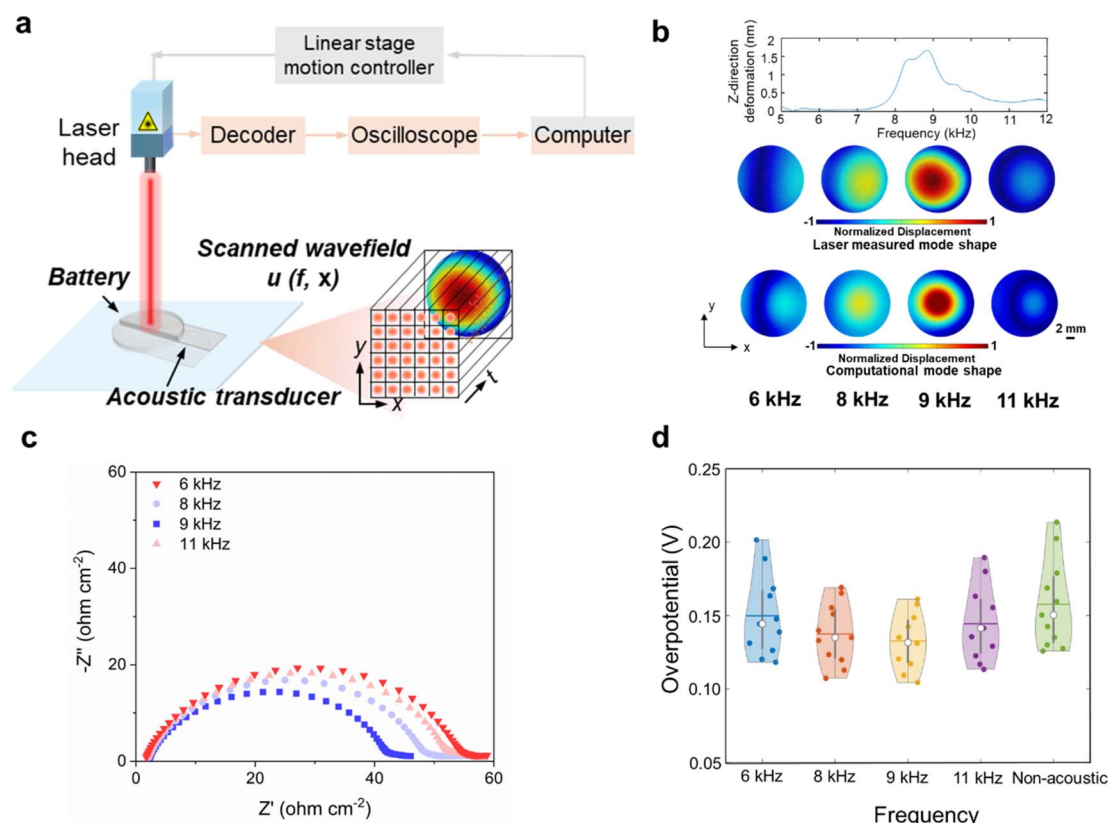 a
Linear stage
motion controller
Laser
head
Decoder
Oscilloscope
Computer
Scanned wavefield
u (f, x)
Battery
Acoustic transducer
y
x
t
b
Z-direction
deformation (nm)
2
1.5
1
0.5
0
5 6 7 8 9 10 11 12
Frequency (kHz)
-1 1
Normalized Displacement
Laser measured mode shape
y
x
2 mm
-1 1
Normalized Displacement
Computational mode shape
6 kHz 8 kHz 9 kHz 11 kHz
c
-Z'' (ohm cm-2)
60
40
20
0
6 kHz
8 kHz
9 kHz
11 kHz
0 20 40 60
Z' (ohm cm-2)
d
Overpotential (V)
0.25
0.20
0.15
0.10
0.05
6 kHz 8 kHz 9 kHz 11 kHz Non-acoustic
Frequency